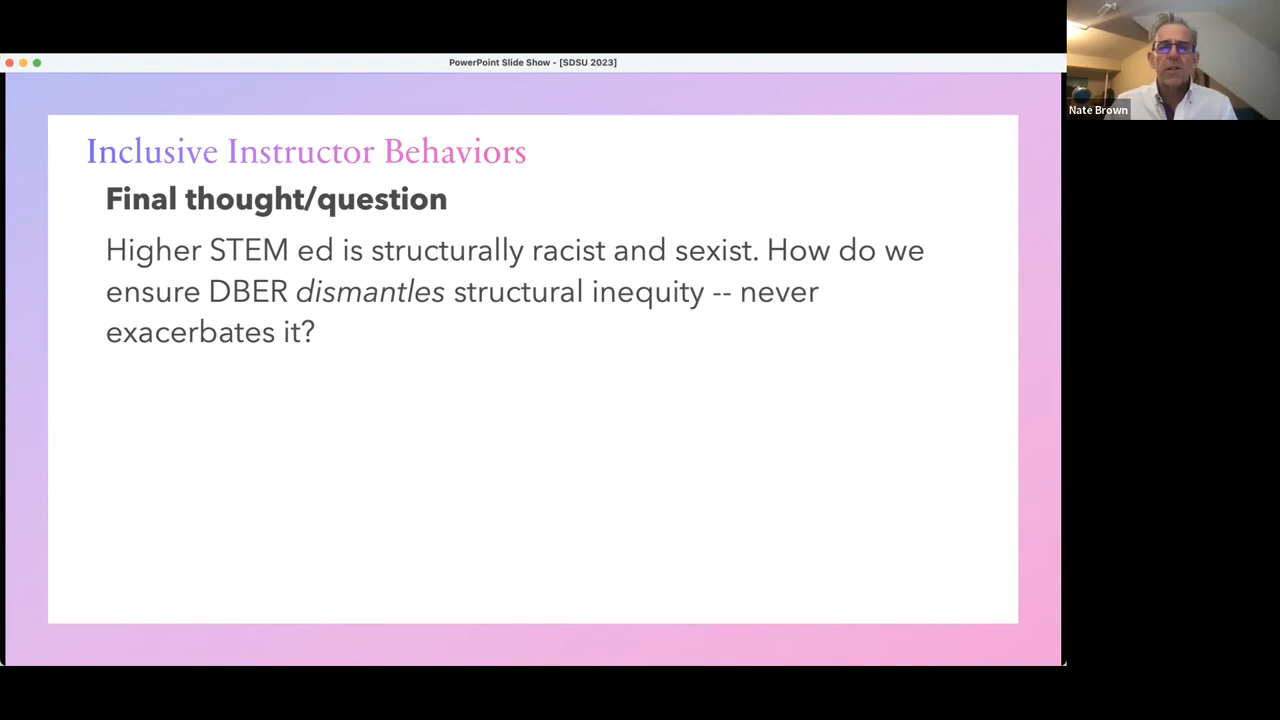 PowerPoint Slide Show - [SDSU 2023]
Nate Brown
Inclusive Instructor Behaviors
Final thought/question
Higher STEM ed is structurally racist and sexist. How do we
ensure DBER dismantles structural inequity -- never
exacerbates it?